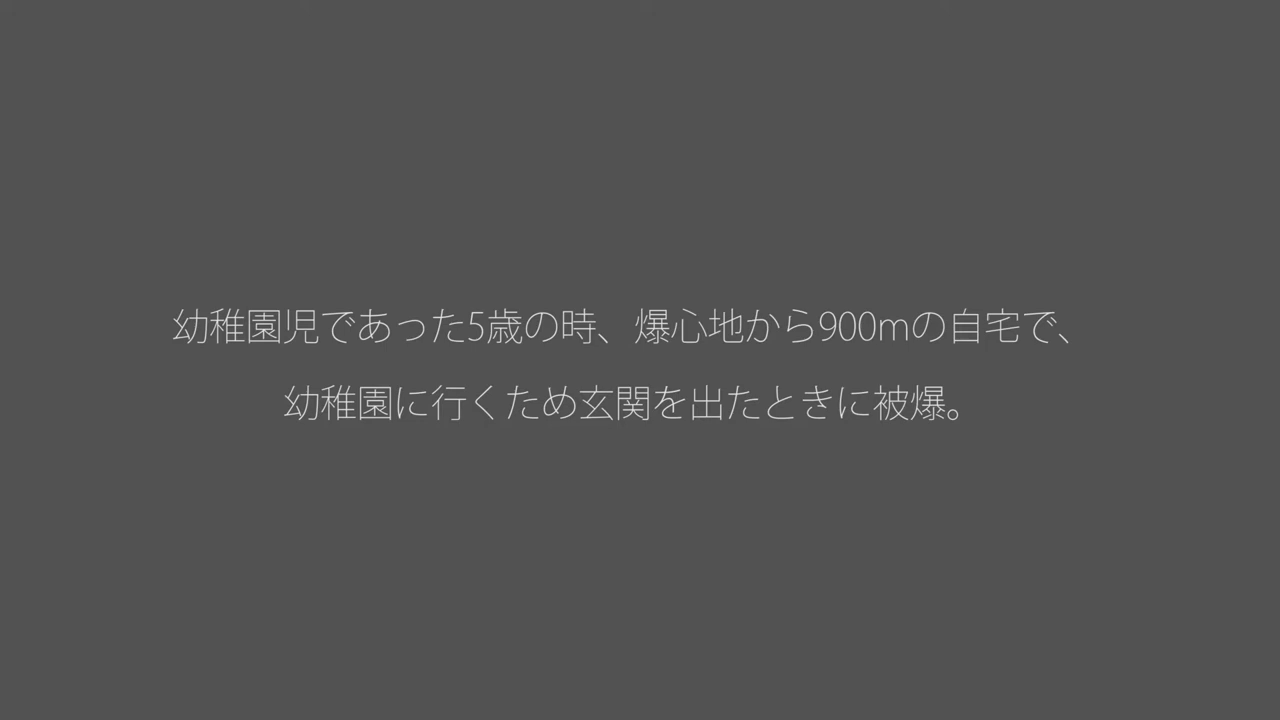 幼稚園児であった5歳の時、爆心地から900mの自宅で、
幼稚園に行くため玄関を出たときに被爆。